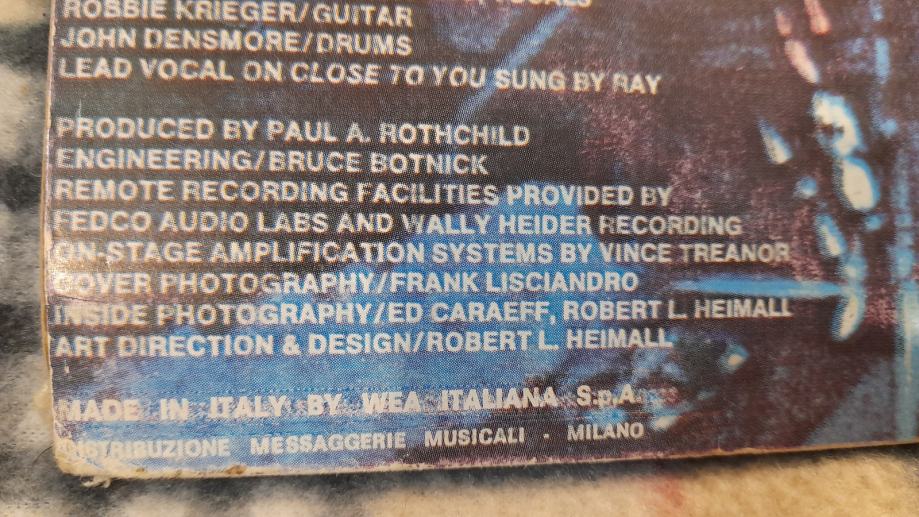 VOCALS
ROBBIE KRIEGER/GUITAR
JOHN DENSMORE/DRUMS
LEAD VOCAL ON CLOSE TO YOU SUNG BY RAY
PRODUCED BY PAUL A. ROTHCHILD
ENGINEERING/BRUCE BOTNICK
REMOTE RECORDING FACILITIES PROVIDED BY
FEDCO AUDIO LABS AND WALLY HEIDER RECORDING
ON-STAGE AMPLIFICATION SYSTEMS BY VINCE TREANOR
COVER PHOTOGRAPHY/FRANK LISCIANDRO
INSIDE PHOTOGRAPHY/ED CARAEFF, ROBERT L. HEIMALL
ART DIRECTION & DESIGN/ROBERT L. HEIMALL
MADE IN ITALY BY WEA ITALIANA S.p.A.
DISTRIBUZIONE MESSAGGERIE MUSICALI - MILANO